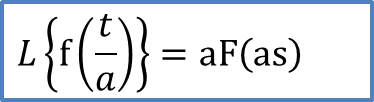 L{f(t/a)} = aF(as)